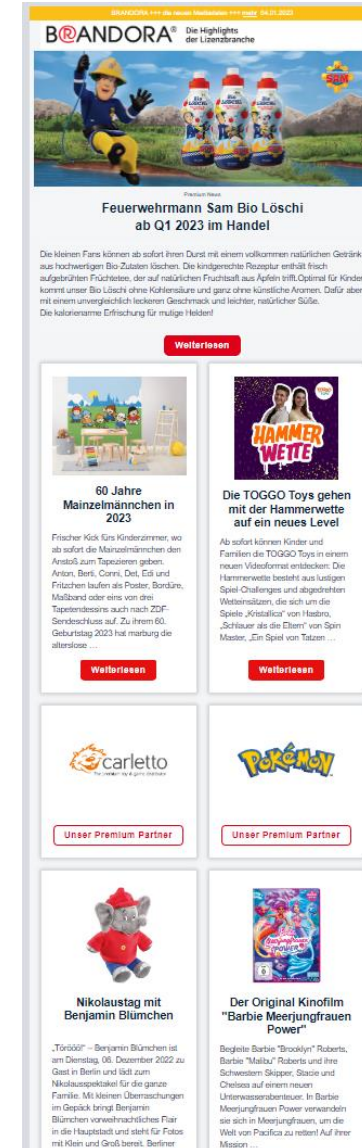 BRANDORA +++ die neuen Mediadaten +++ mehr 04.01.2023
BRANDORA® Die Highlights
der Lizenzbranche
SAM
Bio
LÖSCHI
Bio
LÖSCHI
Bio
LÖSCHI
Premium News
Feuerwehrmann Sam Bio Löschi
ab Q1 2023 im Handel
Die kleinen Fans können ab sofort ihren Durst mit einem vollkommen natürlichen Getränk
aus hochwertigen Bio-Zutaten löschen. Die kindgerechte Rezeptur enthält frisch
aufgebrühten Früchtetee, der auf natürlichen Fruchtsaft aus Äpfeln trifft.Optimal für Kinder
kommt unser Bio Löschi ohne Kohlensäure und ganz ohne künstliche Aromen. Dafür aber
mit einem unvergleichlich leckeren Geschmack und leichter, natürlicher Süße.
Die kalorienarme Erfrischung für mutige Helden!
Weiterlesen
60 Jahre
Mainzelmännchen in
2023
Frischer Kick fürs Kinderzimmer, wo
ab sofort die Mainzelmännchen den
Anstoß zum Tapezieren geben.
Anton, Berti, Conni, Det, Edi und
Fritzchen laufen als Poster, Bordüre,
Maßband oder eins von drei
Tapetendessins auch nach ZDF-
Sendeschluss auf. Zu ihrem 60.
Geburtstag 2023 hat marburg die
alterslose ...
Weiterlesen
HAMMER
WETTE
Die TOGGO Toys gehen
mit der Hammerwette
auf ein neues Level
Ab sofort können Kinder und
Familien die TOGGO Toys in einem
neuen Videoformat entdecken: Die
Hammerwette besteht aus lustigen
Spiel-Challenges und abgedrehten
Wetteinsätzen, die sich um die
Spiele „Kristallica“ von Hasbro,
„Schlauer als die Eltern“ von Spin
Master, „Ein Spiel von Tatzen ...
Weiterlesen
carletto
Unser Premium Partner
POKéMON
Unser Premium Partner
Nikolaustag mit
Benjamin Blümchen
„Törööö!“ – Benjamin Blümchen ist
am Dienstag, 06. Dezember 2022 zu
Gast in Berlin und lädt zum
Nikolausspektakel für die ganze
Familie. Mit kleinen Überraschungen
im Gepäck bringt Benjamin
Blümchen vorweihnachtliches Flair
in die Hauptstadt und steht für Fotos
mit Klein und Groß bereit. Berliner
Meerjungfrauen
POWER
Der Original Kinofilm
"Barbie Meerjungfrauen
Power"
Begleite Barbie "Brooklyn" Roberts,
Barbie "Malibu" Roberts und ihre
Schwestern Skipper, Stacie und
Chelsea auf einem neuen
Unterwasserabenteuer. In Barbie
Meerjungfrauen Power verwandeln
sie sich in Meerjungfrauen, um die
Welt von Pacifica zu retten! Auf ihrer
Mission ...